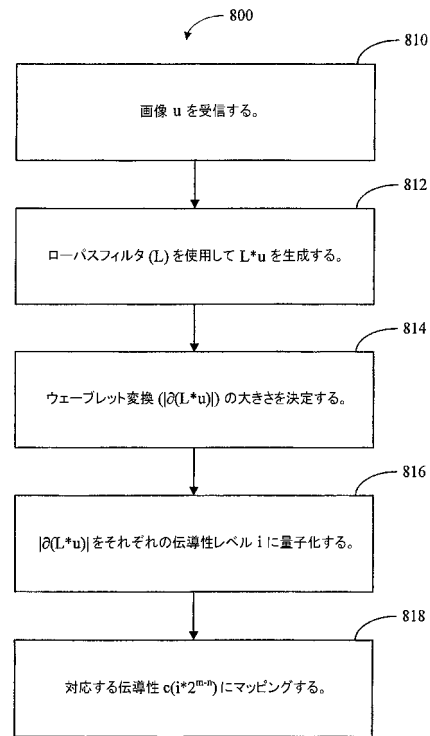 800
810
画像 u を受信する。
812
ローパスフィルタ (L) を使用して L*u を生成する。
814
ウェーブレット変換 (|∂(L*u)|) の大きさを決定する。
816
|∂(L*u)| をそれぞれの伝導性レベル i に量子化する。
818
対応する伝導性 c(i*2^{m-n}) にマッピングする。